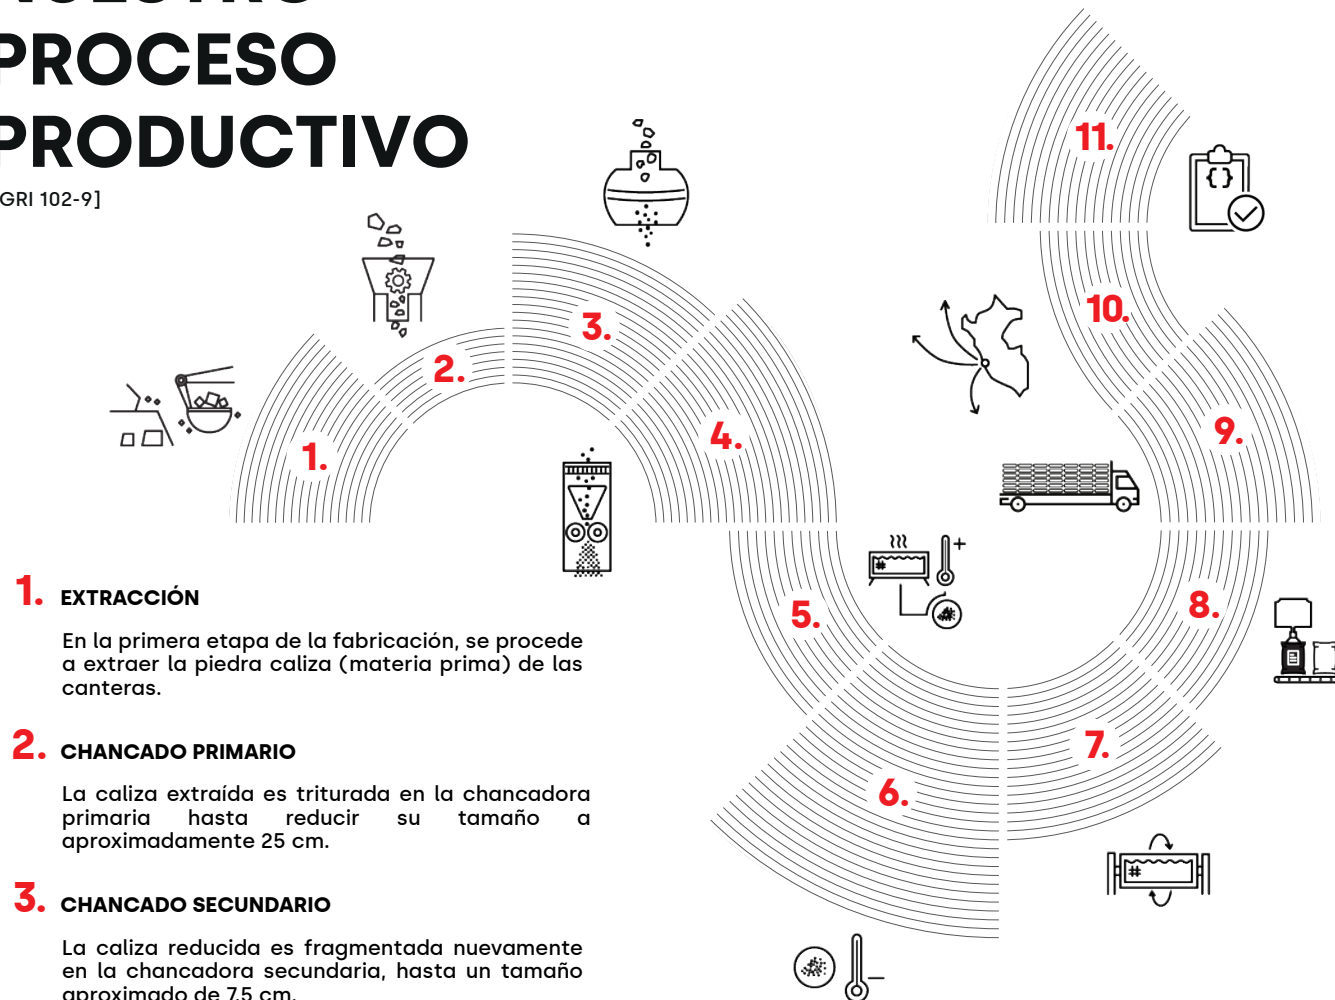 PROCESO
PRODUCTIVO
GRI 102-9]
1.
2.
3.
4.
5.
6.
7.
8.
9.
10.
11.
1. EXTRACCIÓN
En la primera etapa de la fabricación, se procede
a extraer la piedra caliza (materia prima) de las
canteras.
2. CHANCADO PRIMARIO
La caliza extraída es triturada en la chancadora
primaria hasta reducir su tamaño a
aproximadamente 25 cm.
3. CHANCADO SECUNDARIO
La caliza reducida es fragmentada nuevamente
en la chancadora secundaria, hasta un tamaño
aproximado de 7.5 cm.